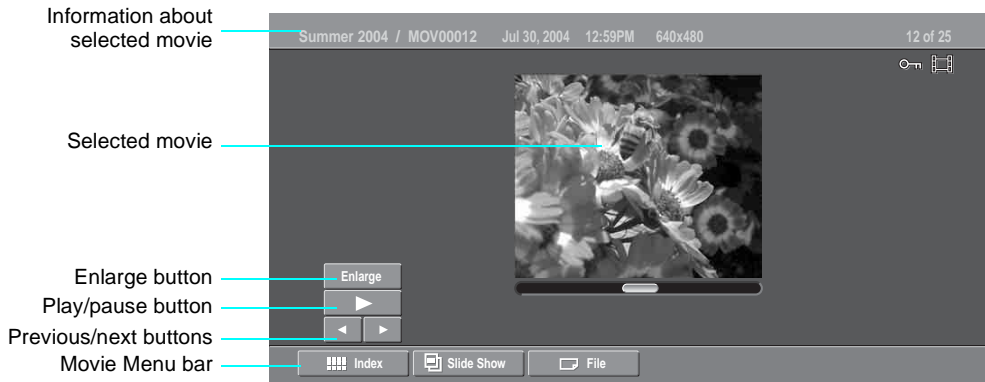 Information about
selected movie
Summer 2004 / MOV00012 Jul 30, 2004 12:59PM 640x480 12 of 25
Selected movie
Enlarge button
Enlarge
Play/pause button
Previous/next buttons
Movie Menu bar
Index Slide Show File